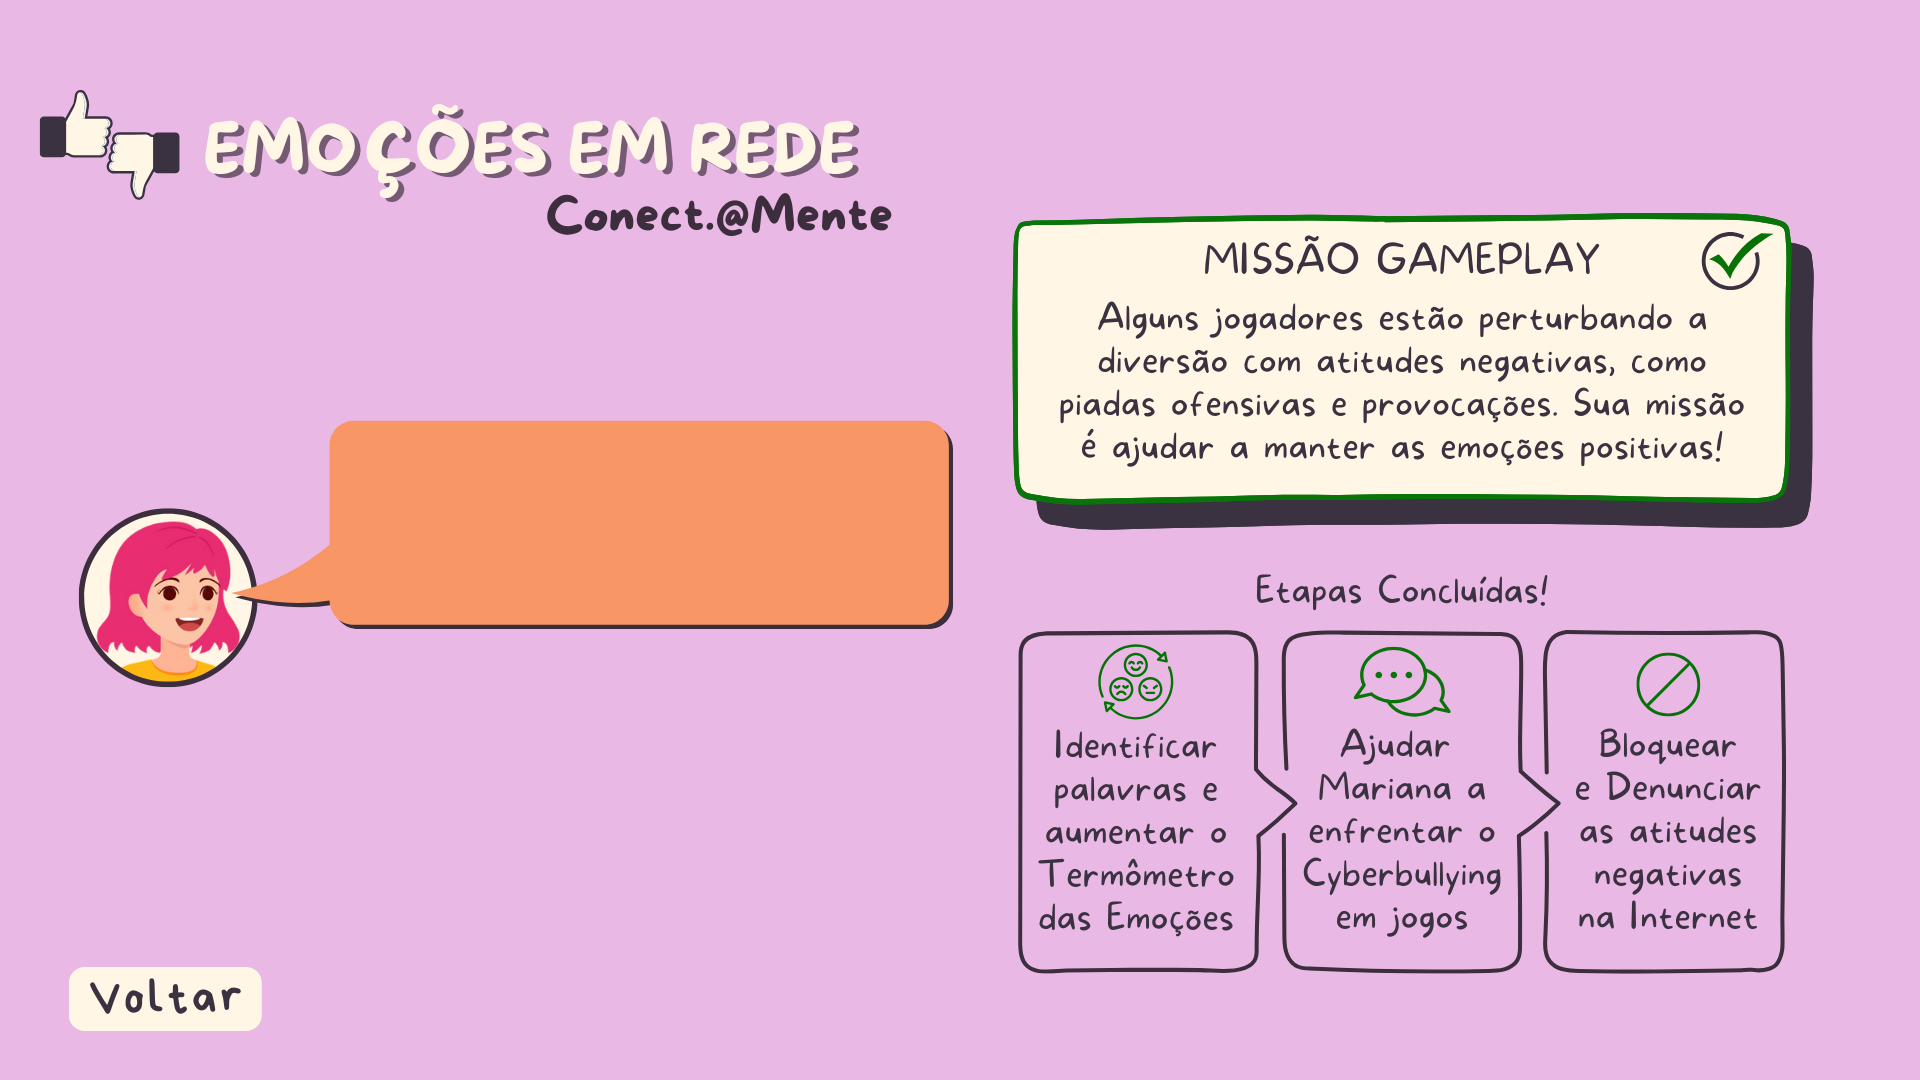 EMOÇÕES EM REDE
Conect.@Mente
MISSÃO GAMEPLAY
Alguns jogadores estão perturbando a
diversão com atitudes negativas, como
piadas ofensivas e provocações. Sua missão
é ajudar a manter as emoções positivas!
Etapas Concluídas!
Identificar
palavras e
aumentar o
Termômetro
das Emoções
Ajudar
Mariana a
enfrentar o
Cyberbullying
em jogos
Bloquear
e Denunciar
as atitudes
negativas
na Internet
Voltar